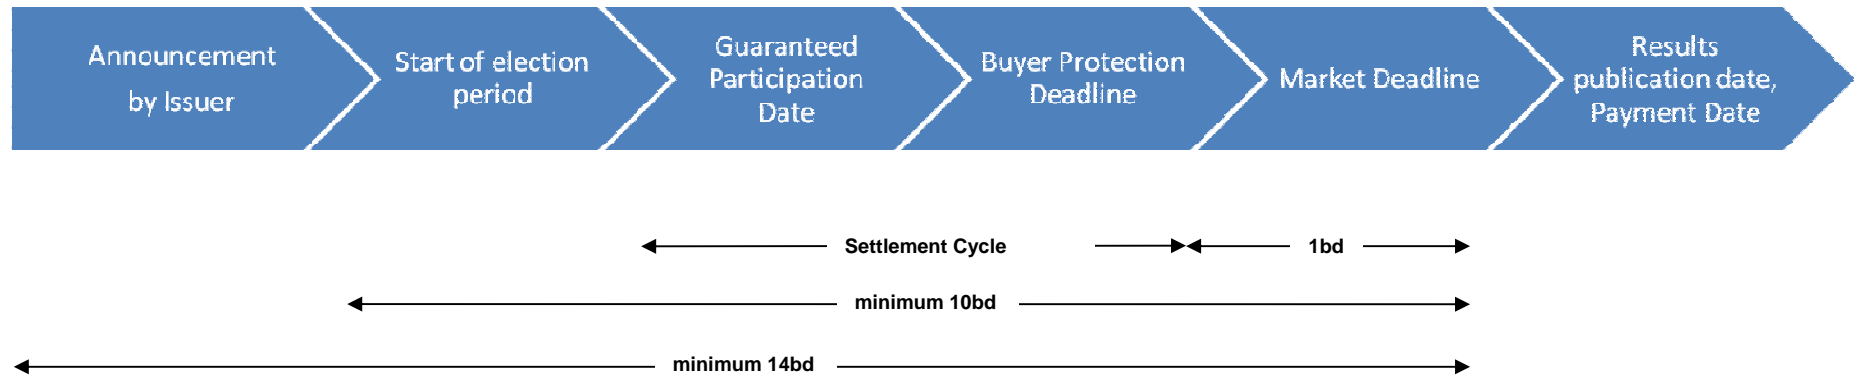 Announcement
by Issuer
Start of election
period
Guaranteed
Participation
Date
Buyer Protection
Deadline
Market Deadline
Results
publication date,
Payment Date
Settlement Cycle
1bd
minimum 10bd
minimum 14bd